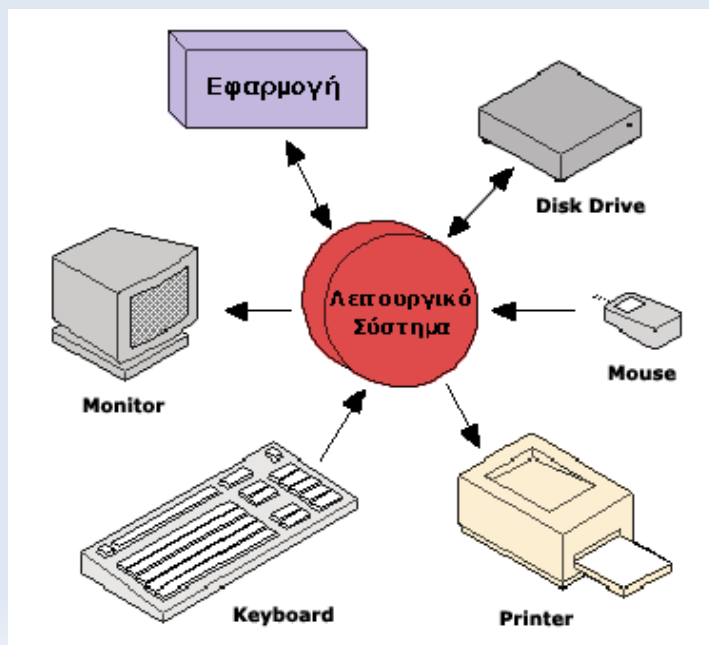 Εφαρμογή
Disk Drive
Λειτουργικό
Σύστημα
Mouse
Monitor
Keyboard
Printer